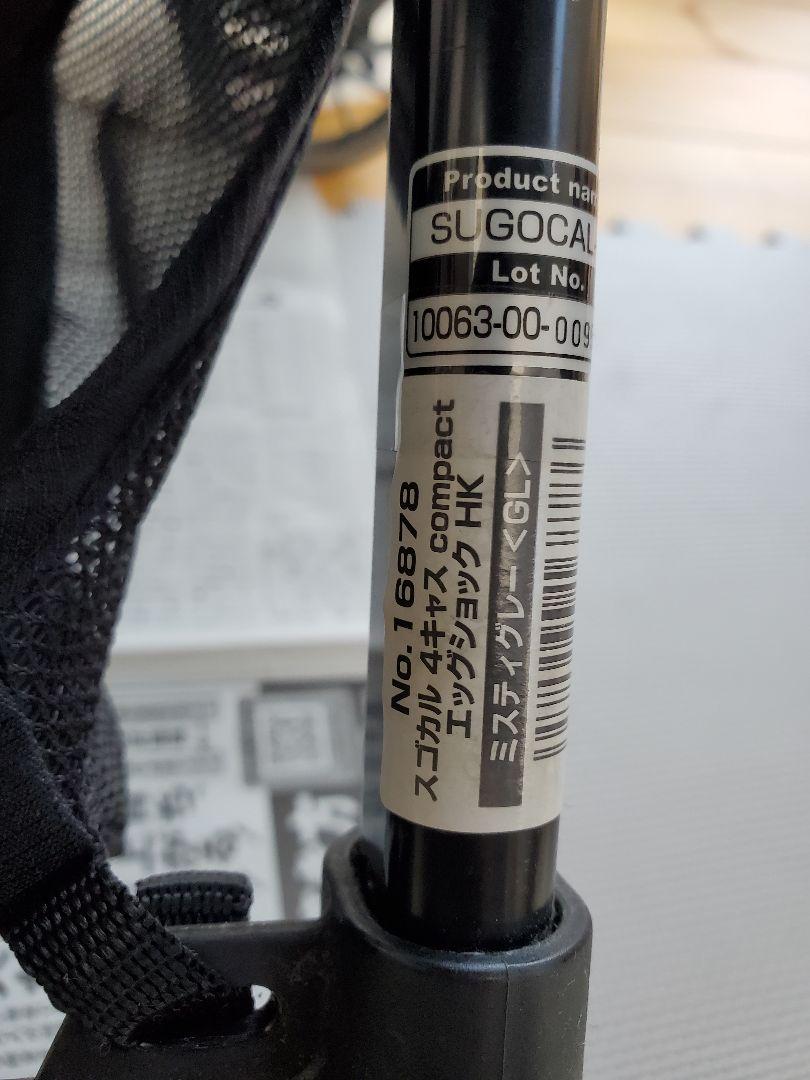 Product
SUGOCAL
Lot No.
10063-00-009
No.16878
スゴカル 4キャス compact
エッグショック HK
ミスティグレー<GL>